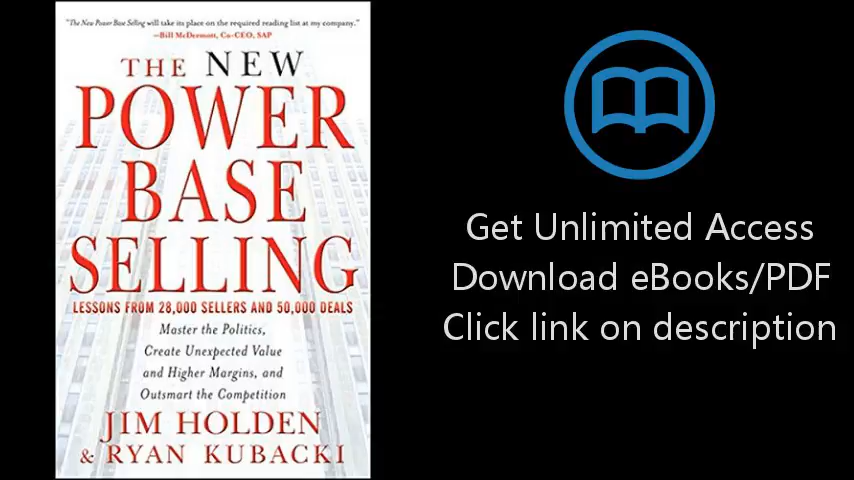 "The New Power Base Selling will take its place on the required reading list at my company."
—Bill McDermott, Co-CEO, SAP
THE NEW
POWER
BASE
SELLING
LESSONS FROM 28,000 SELLERS AND 50,000 DEALS
Master the Politics,
Create Unexpected Value
and Higher Margins, and
Outsmart the Competition
JIM HOLDEN
& RYAN KUBACKI
Get Unlimited Access
Download eBooks/PDF
Click link on description